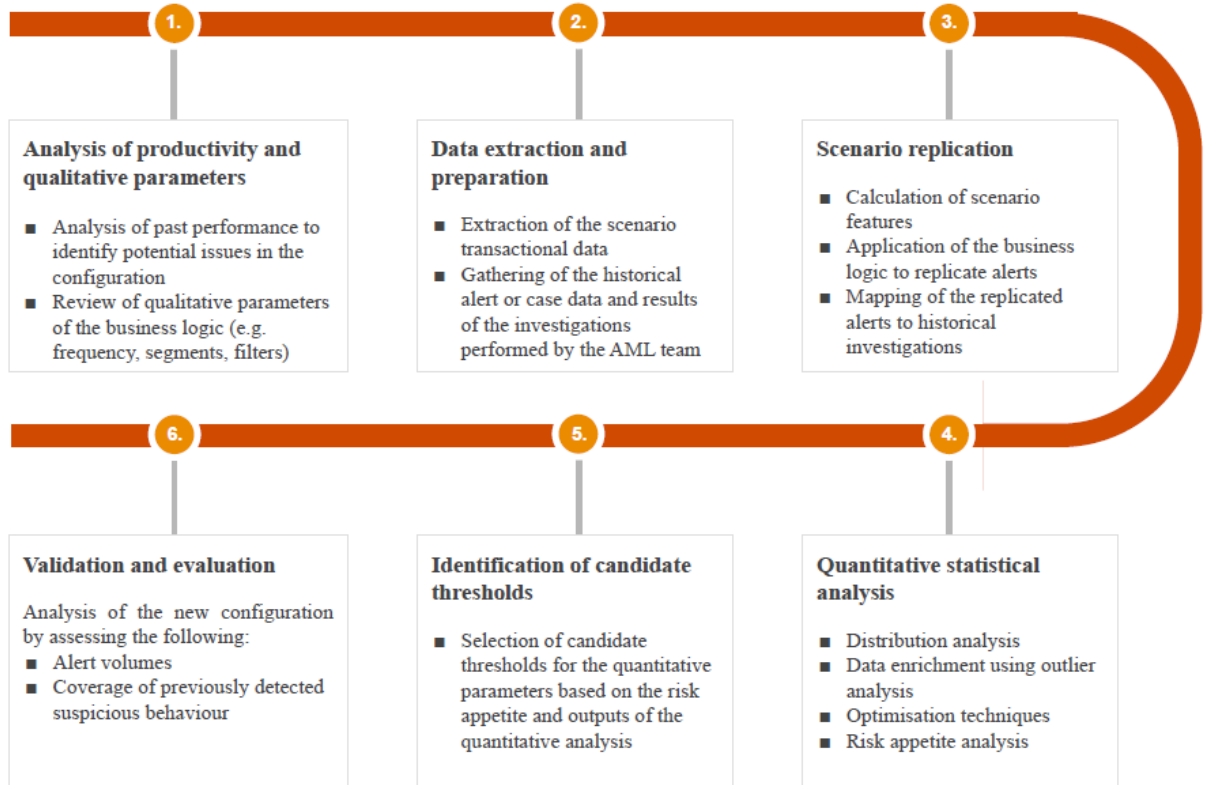 1.
Analysis of productivity and
qualitative parameters
■ Analysis of past performance to
identify potential issues in the
configuration
■ Review of qualitative parameters
of the business logic (e.g.
frequency, segments, filters)
2.
Data extraction and
preparation
■ Extraction of the scenario
transactional data
■ Gathering of the historical
alert or case data and results
of the investigations
performed by the AML team
3.
Scenario replication
■ Calculation of scenario
features
■ Application of the business
logic to replicate alerts
■ Mapping of the replicated
alerts to historical
investigations
4.
Quantitative statistical
analysis
■ Distribution analysis
■ Data enrichment using outlier
analysis
■ Optimisation techniques
■ Risk appetite analysis
5.
Identification of candidate
thresholds
■ Selection of candidate
thresholds for the quantitative
parameters based on the risk
appetite and outputs of the
quantitative analysis
6.
Validation and evaluation
Analysis of the new configuration
by assessing the following:
■ Alert volumes
■ Coverage of previously detected
suspicious behaviour